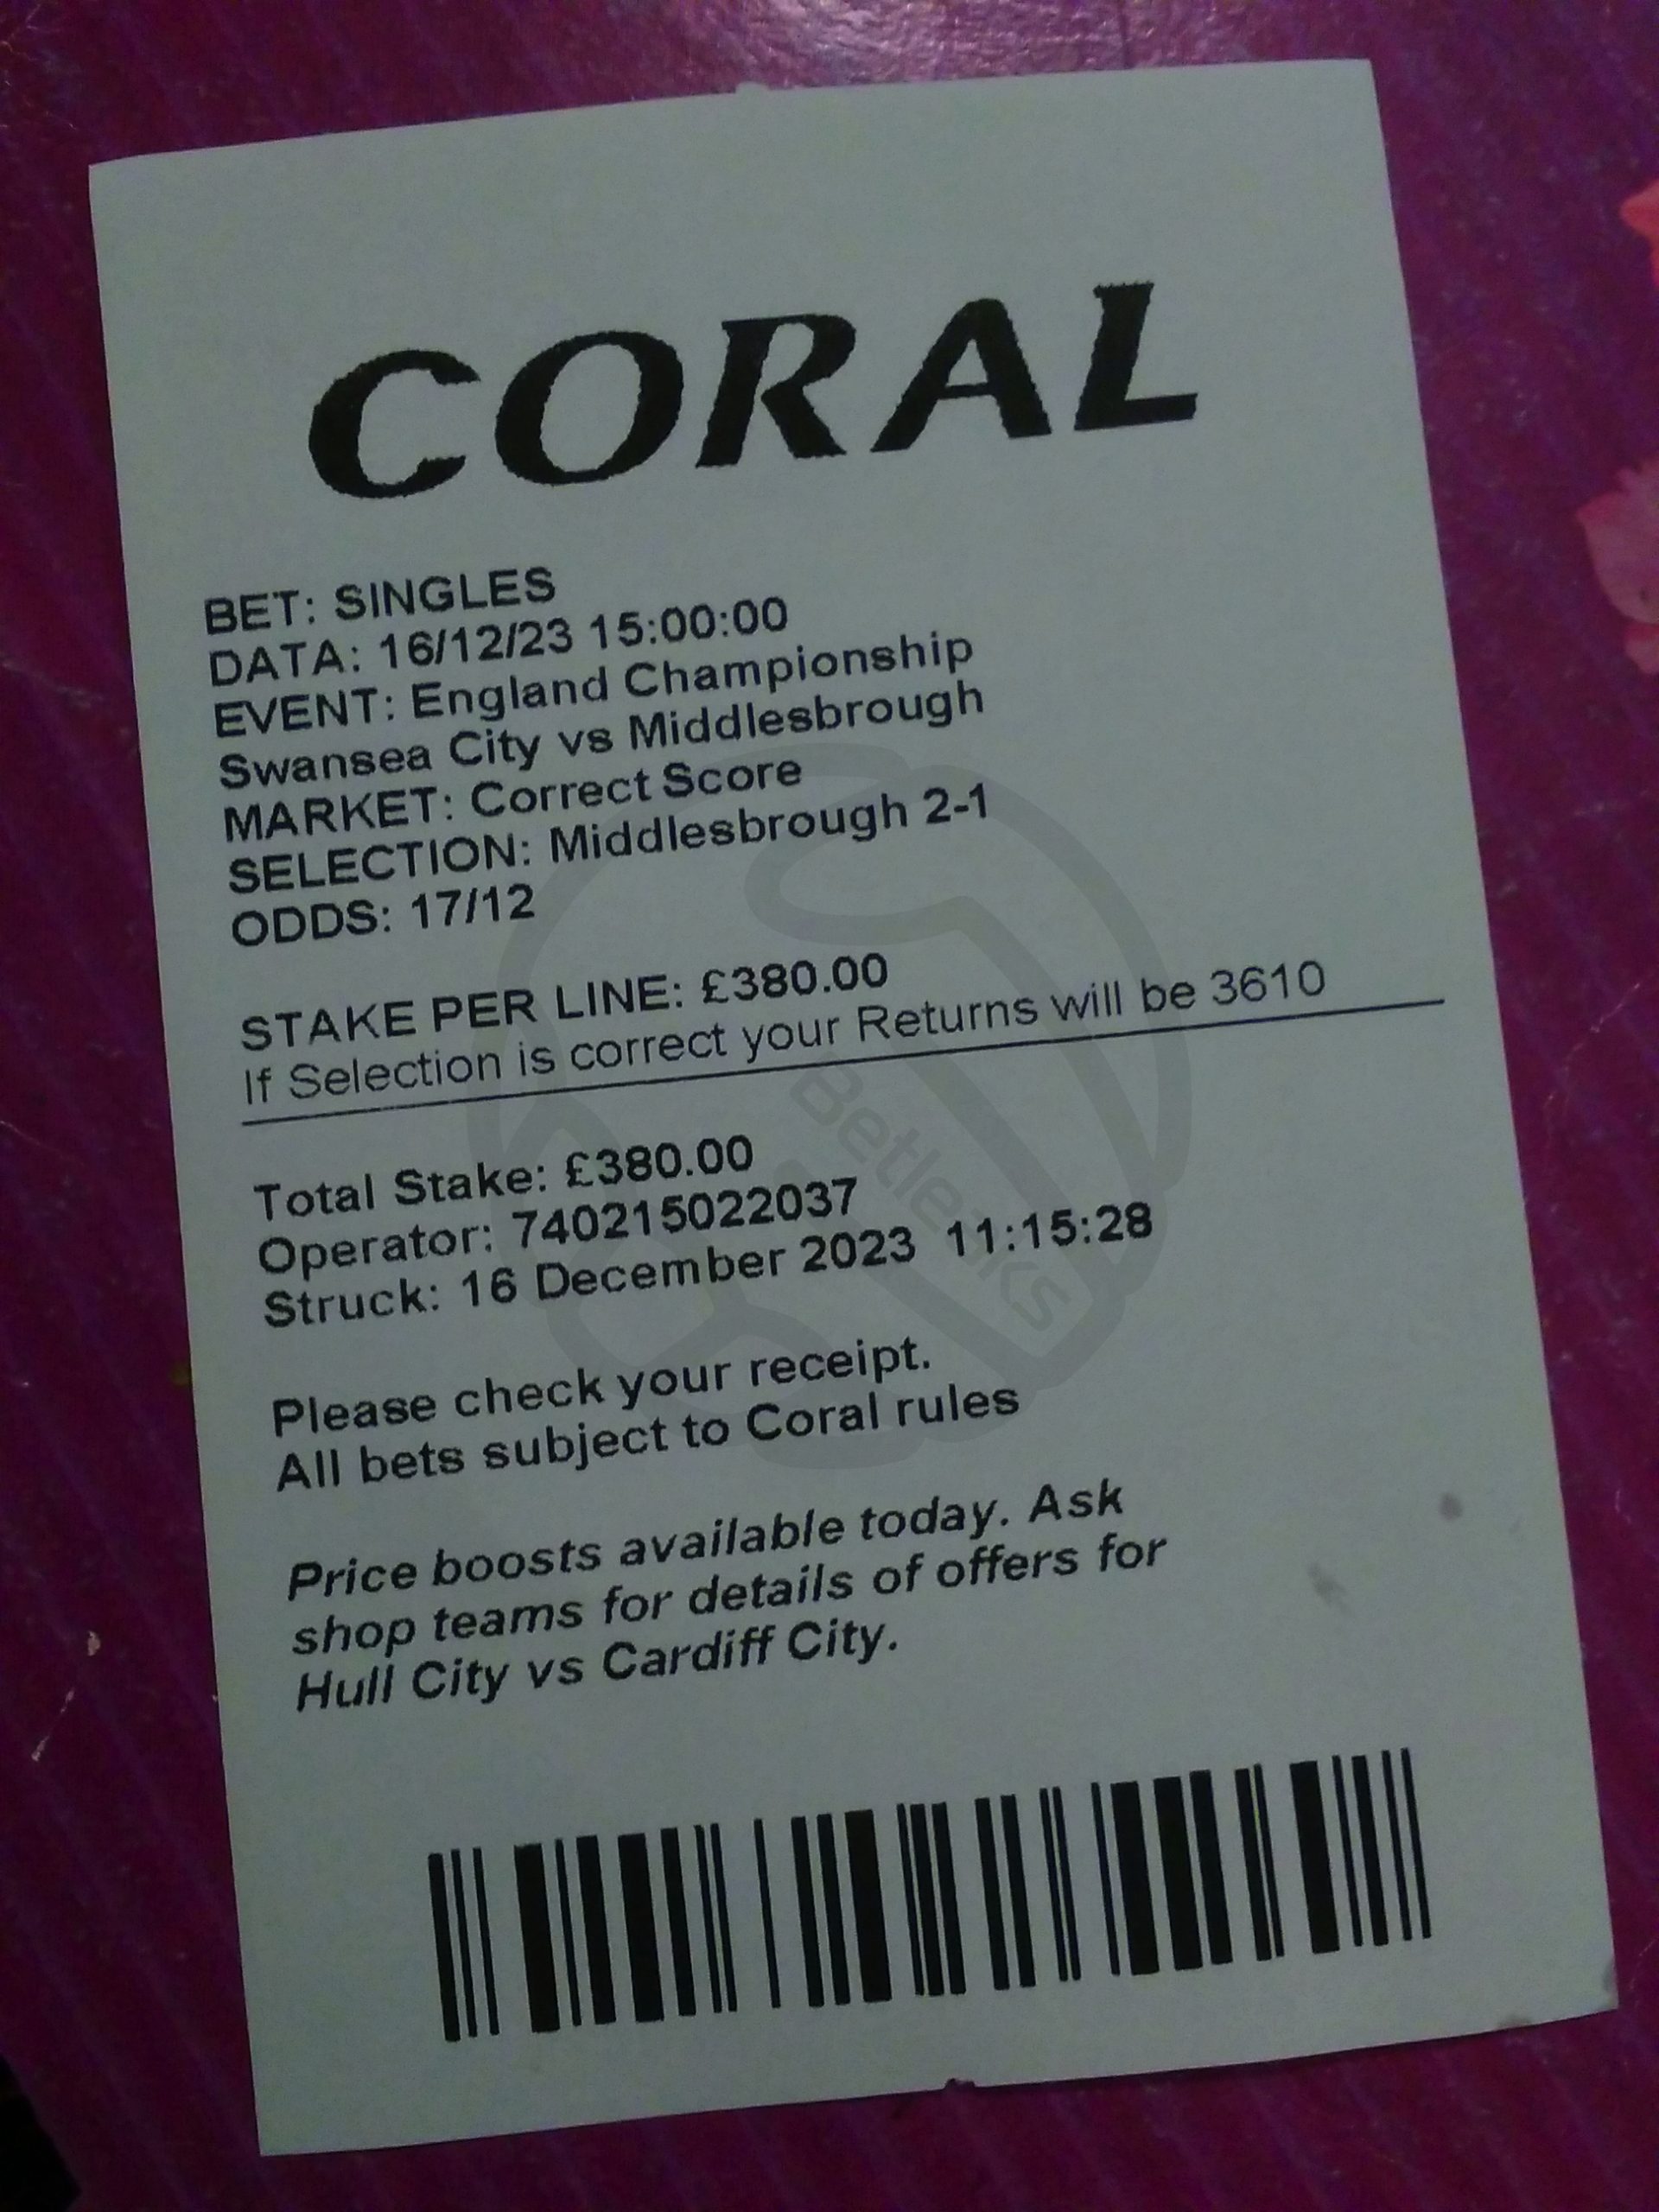 CORAL
BET: SINGLES
DATA: 16/12/23 15:00:00
EVENT: England Championship
Swansea City vs Middlesbrough
MARKET: Correct Score
SELECTION: Middlesbrough 2-1
ODDS: 17/12
STAKE PER LINE: £380.00
If Selection is correct your Returns will be 3610
Total Stake: £380.00
Operator: 740215022037
Struck: 16 December 2023 11:15:28
Betleaks
Please check your receipt.
All bets subject to Coral rules
Price boosts available today. Ask
shop teams for details of offers for
Hull City vs Cardiff City.